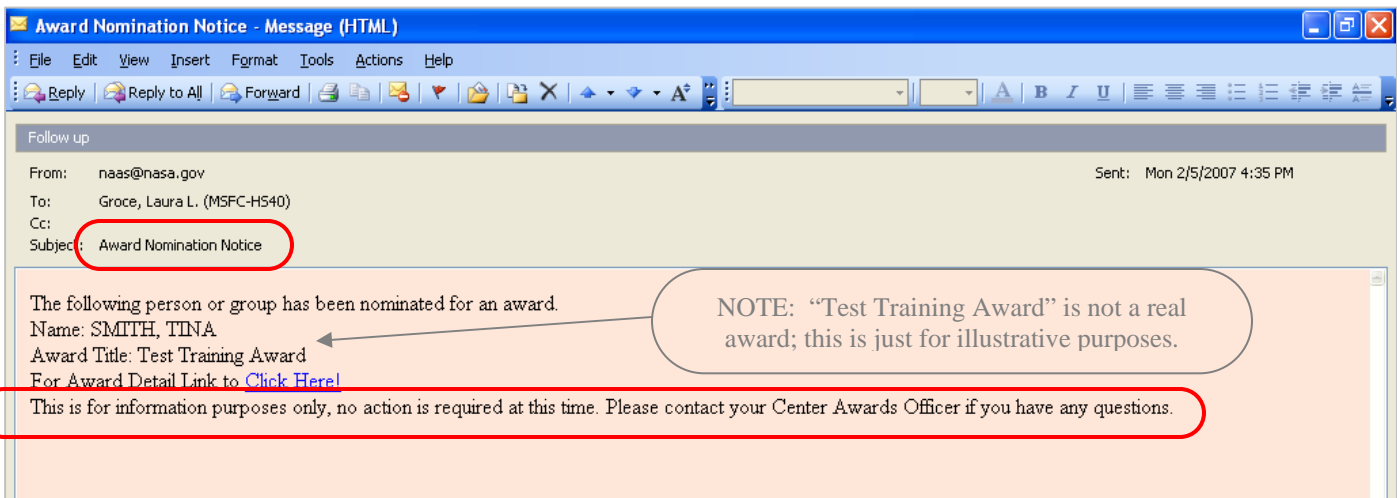 Award Nomination Notice - Message (HTML)
File Edit View Insert Format Tools Actions Help
Reply Reply to All Forward A B I U
Follow up
From: naas@nasa.gov Sent: Mon 2/5/2007 4:35 PM
To: Groce, Laura L. (MSFC-HS40)
Cc:
Subject: Award Nomination Notice
The following person or group has been nominated for an award.
Name: SMITH, TINA
Award Title: Test Training Award
For Award Detail Link to Click Here!
This is for information purposes only, no action is required at this time. Please contact your Center Awards Officer if you have any questions.
NOTE: “Test Training Award” is not a real
award; this is just for illustrative purposes.